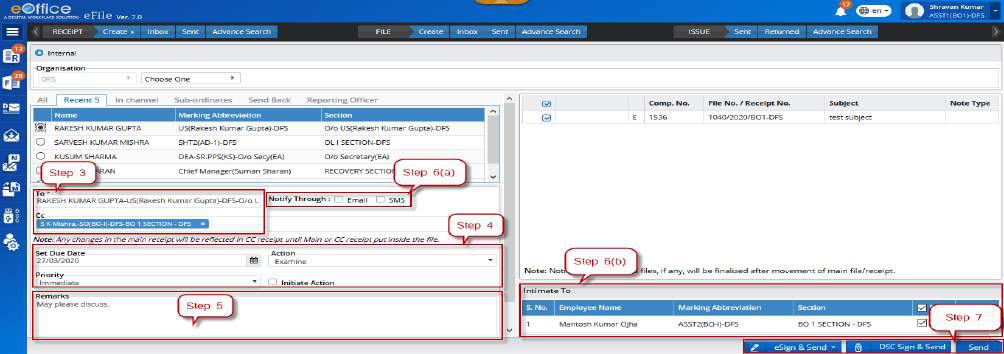 eOffice
A DIGITAL WORKPLACE SOLUTION
eFile Ver. 7.0
17
en
Shravan Kumar
ASST1(BO1)-DFS
RECEIPT Create Inbox Sent Advance Search
FILE Create Inbox Sent Advance Search
ISSUE Sent Returned Advance Search
13
28
Internal
Organisation
DFS Choose One
All Recent 5 In channel Sub-ordinates Send Back Reporting Officer
Name Marking Abbreviation Section
RAKESH KUMAR GUPTA US(Rakesh Kumar Gupta)-DFS O/o US(Rakesh Kumar Gupta)-DFS
SARVESH KUMAR MISHRA SHT2(AD-1)-DFS OL I SECTION-DFS
KUSUM SHARMA DEA-SR.PPS(KS)-O/o Secy(EA) O/o Secretary(EA)
ARAN Chief Manager(Suman Sharan) RECOVERY SECTIO
Step 3
Step 6(a)
To *
RAKESH KUMAR GUPTA-US(Rakesh Kumar Gupta)-DFS-O/o U
Notify Through : Email SMS
Cc
S K Mishra,-SO(BO-I)-DFS-BO 1 SECTION - DFS ×
Step 4
Note: Any changes in the main receipt will be reflected in CC receipt until Main or CC receipt put inside the file.
Set Due Date Action
27/03/2020 Examine
Priority
Immediate Initiate Action
Remarks
May please discuss.
Step 5
Comp. No. File No. / Receipt No. Subject Note Type
E 1536 1040/2020/BO1-DFS test subject
Step 6(b)
Note: Not files, if any, will be finalized after movement of main file/receipt.
Intimate To
S. No. Employee Name Marking Abbreviation Section
1 Mantosh Kumar Ojha ASST2(BO-I)-DFS BO 1 SECTION - DFS
Step 7
eSign & Send DSC Sign & Send Send